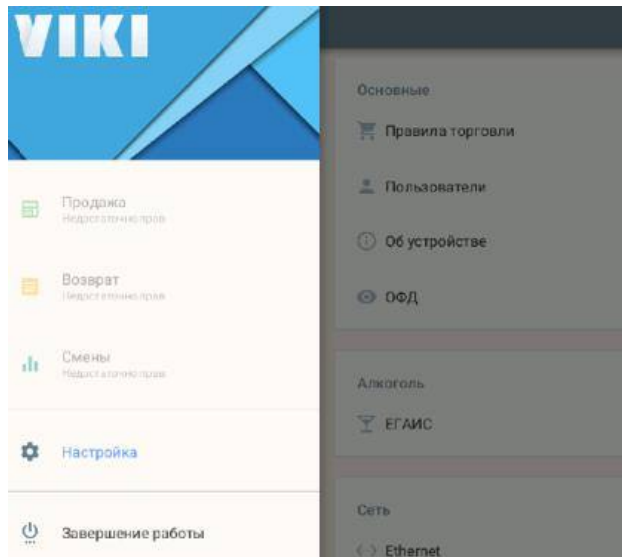 VIKI
Продажа
Недостаточно прав
Возврат
Недостаточно прав
Смены
Недостаточно прав
Настройка
Завершение работы
Основные
Правила торговли
Пользователи
Об устройстве
ОФД
Алкоголь
ЕГАИС
Сеть
Ethernet